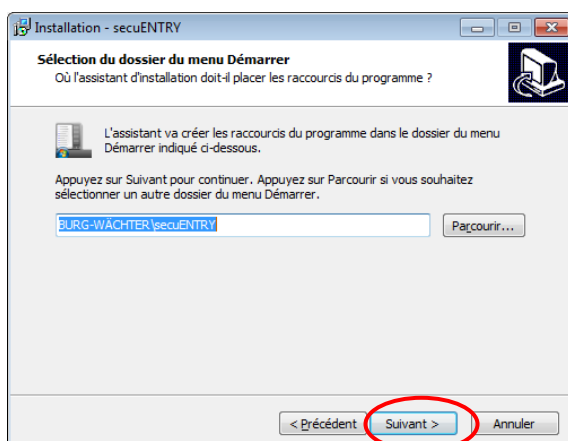 Installation - secuENTRY
Sélection du dossier du menu Démarrer
Où l'assistant d'installation doit-il placer les raccourcis du programme ?
L'assistant va créer les raccourcis du programme dans le dossier du menu
Démarrer indiqué ci-dessous.
Appuyez sur Suivant pour continuer. Appuyez sur Parcourir si vous souhaitez
sélectionner un autre dossier du menu Démarrer.
BURG-WÄCHTER\secuENTRY
Parcourir...
< Précédent
Suivant >
Annuler